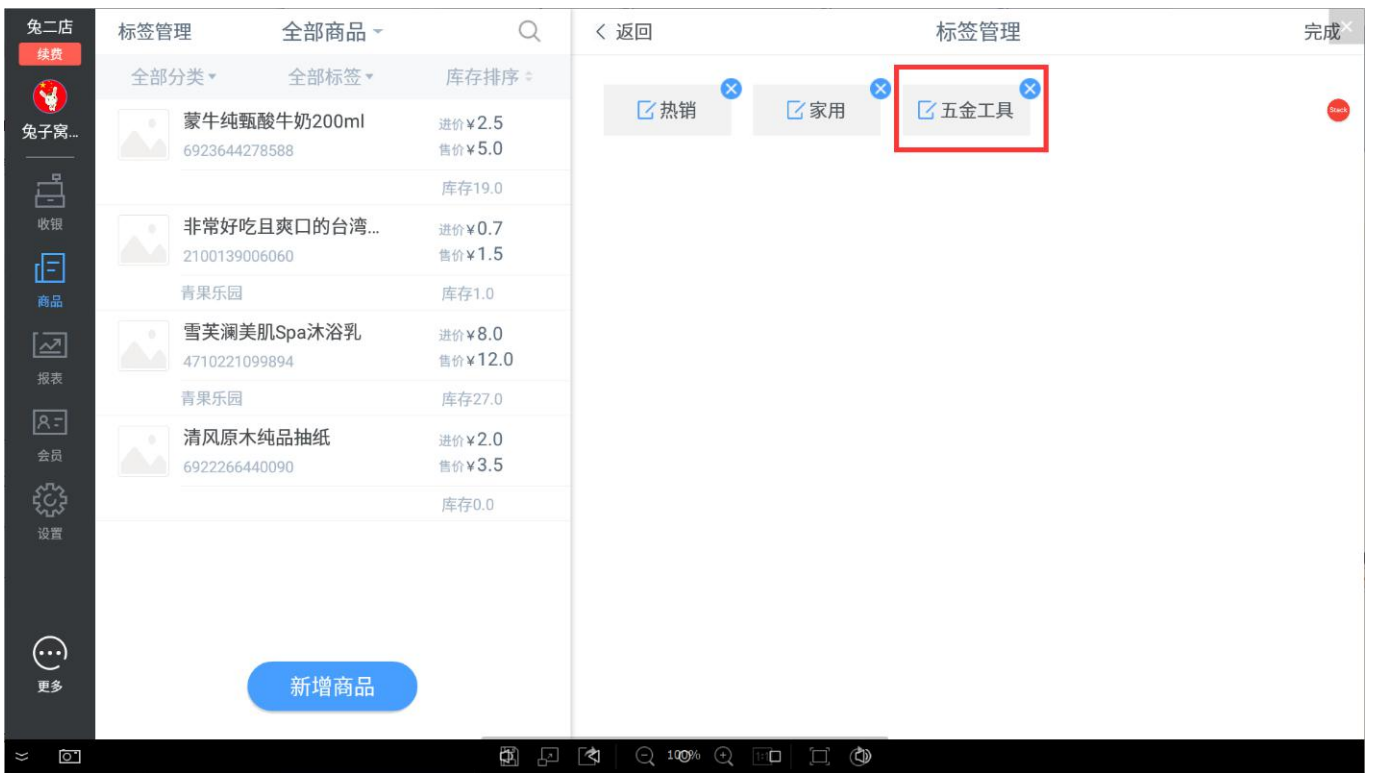 兔二店
续费
兔子窝...
收银
商品
报表
会员
设置
更多
标签管理 全部商品
全部分类 全部标签 库存排序
蒙牛纯甄酸牛奶200ml 进价¥2.5
6923644278588 售价¥5.0
库存19.0
非常好吃且爽口的台湾... 进价¥0.7
2100139006060 售价¥1.5
青果乐园 库存1.0
雪芙澜美肌Spa沐浴乳 进价¥8.0
4710221099894 售价¥12.0
青果乐园 库存27.0
清风原木纯品抽纸 进价¥2.0
6922266440090 售价¥3.5
库存0.0
新增商品
返回 标签管理 完成
热销 家用 五金工具
Stack
100%
1:1